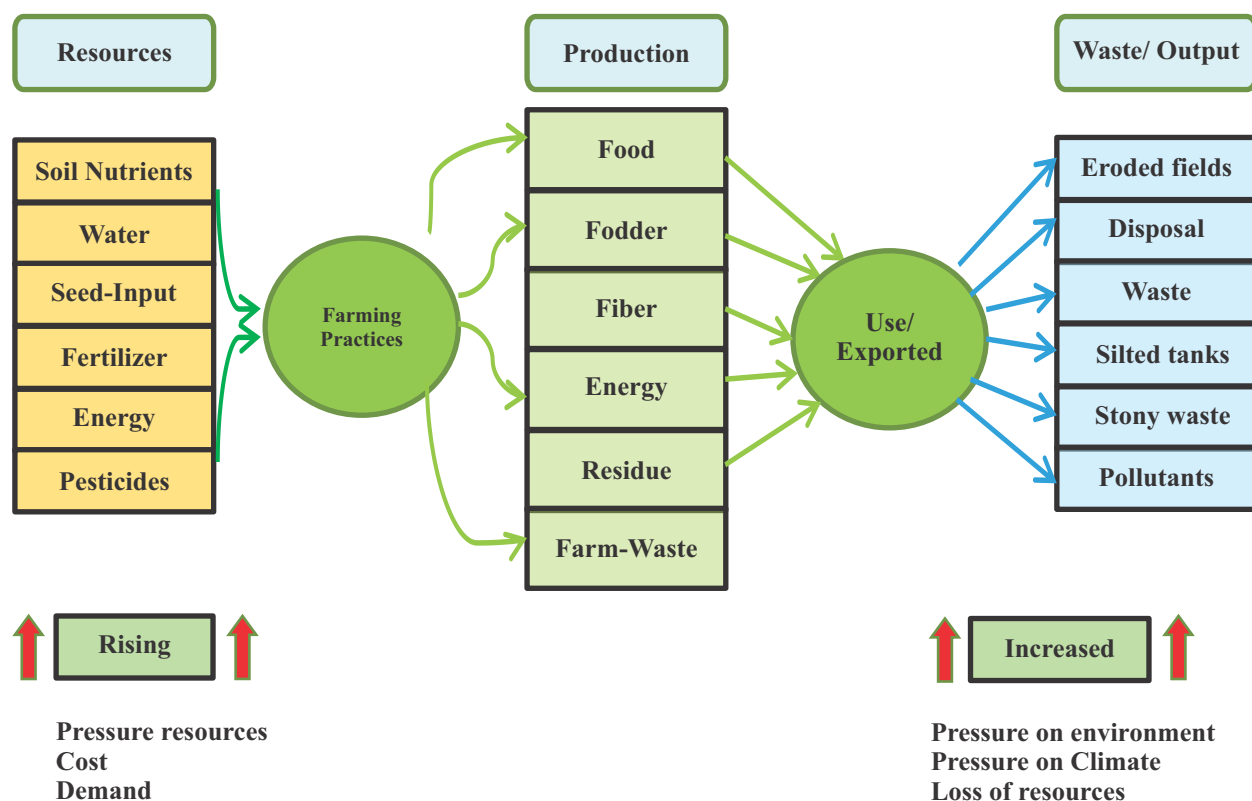 Resources
Production
Waste/ Output
Soil Nutrients
Water
Seed-Input
Fertilizer
Energy
Pesticides
Farming
Practices
Food
Fodder
Fiber
Energy
Residue
Farm-Waste
Use/
Exported
Eroded fields
Disposal
Waste
Silted tanks
Stony waste
Pollutants
Rising
Pressure resources
Cost
Demand
Increased
Pressure on environment
Pressure on Climate
Loss of resources